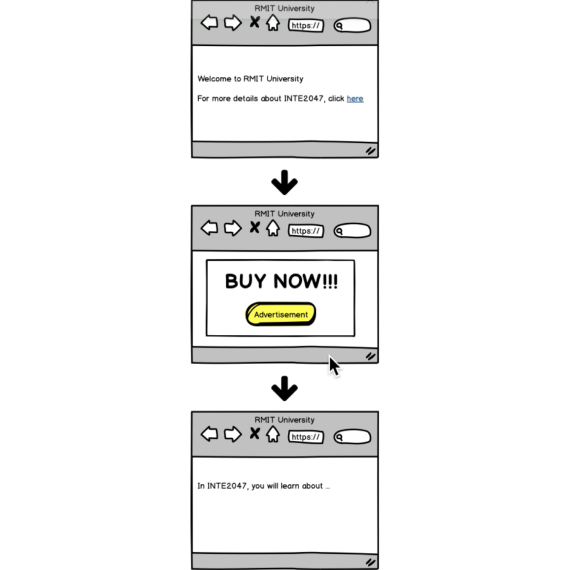 RMIT University
https://
Welcome to RMIT University
For more details about INTE2047, click here
RMIT University
https://
BUY NOW!!!
Advertisement
RMIT University
https://
In INTE2047, you will learn about ...